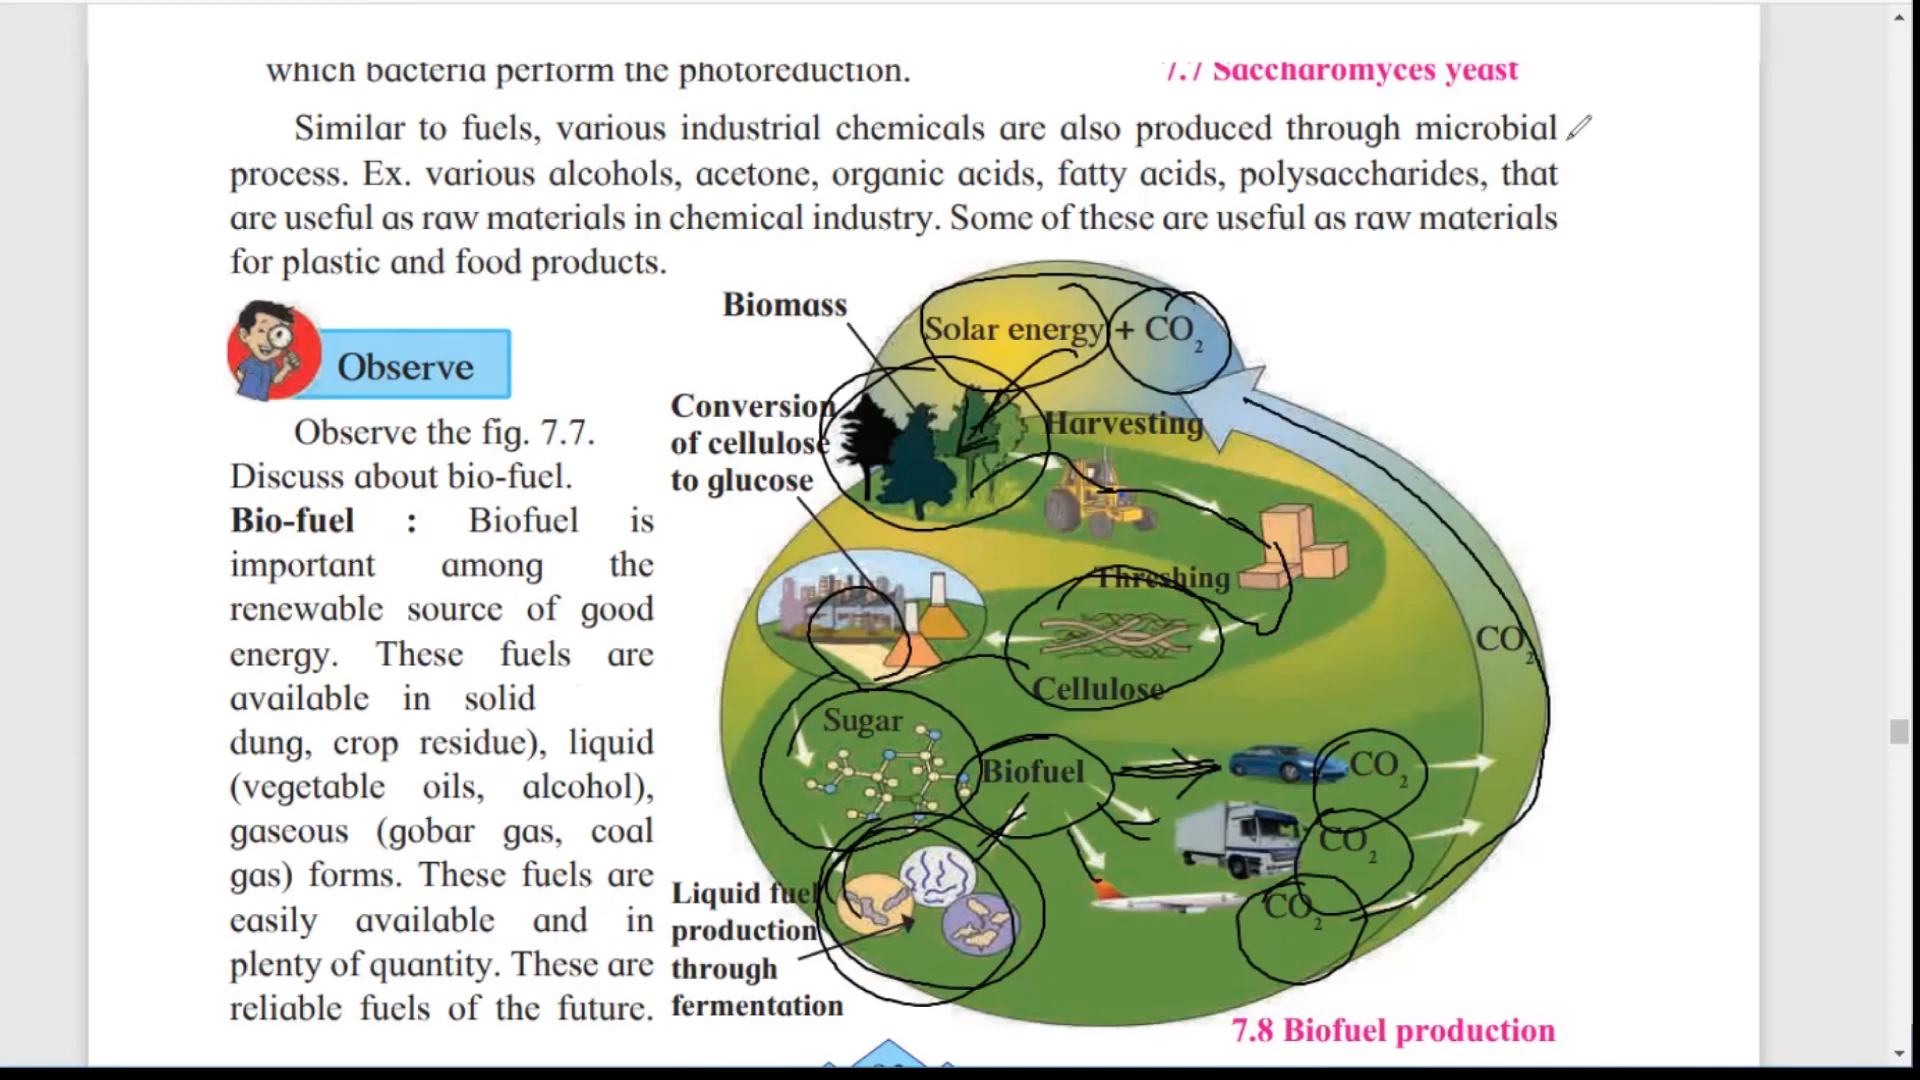 which bacteria perform the photoreduction.
7.7 Saccharomyces yeast
Similar to fuels, various industrial chemicals are also produced through microbial
process. Ex. various alcohols, acetone, organic acids, fatty acids, polysaccharides, that
are useful as raw materials in chemical industry. Some of these are useful as raw materials
for plastic and food products.
Observe
Observe the fig. 7.7.
Discuss about bio-fuel.
Bio-fuel : Biofuel is
important among the
renewable source of good
energy. These fuels are
available in solid
dung, crop residue), liquid
(vegetable oils, alcohol),
gaseous (gobar gas, coal
gas) forms. These fuels are
easily available and in
plenty of quantity. These are
reliable fuels of the future.
Biomass
Solar energy + CO₂
Conversion
of cellulose
to glucose
Harvesting
Threshing
Cellulose
CO₂
Sugar
Biofuel
CO₂
CO₂
CO₂
Liquid fuel
production
through
fermentation
7.8 Biofuel production